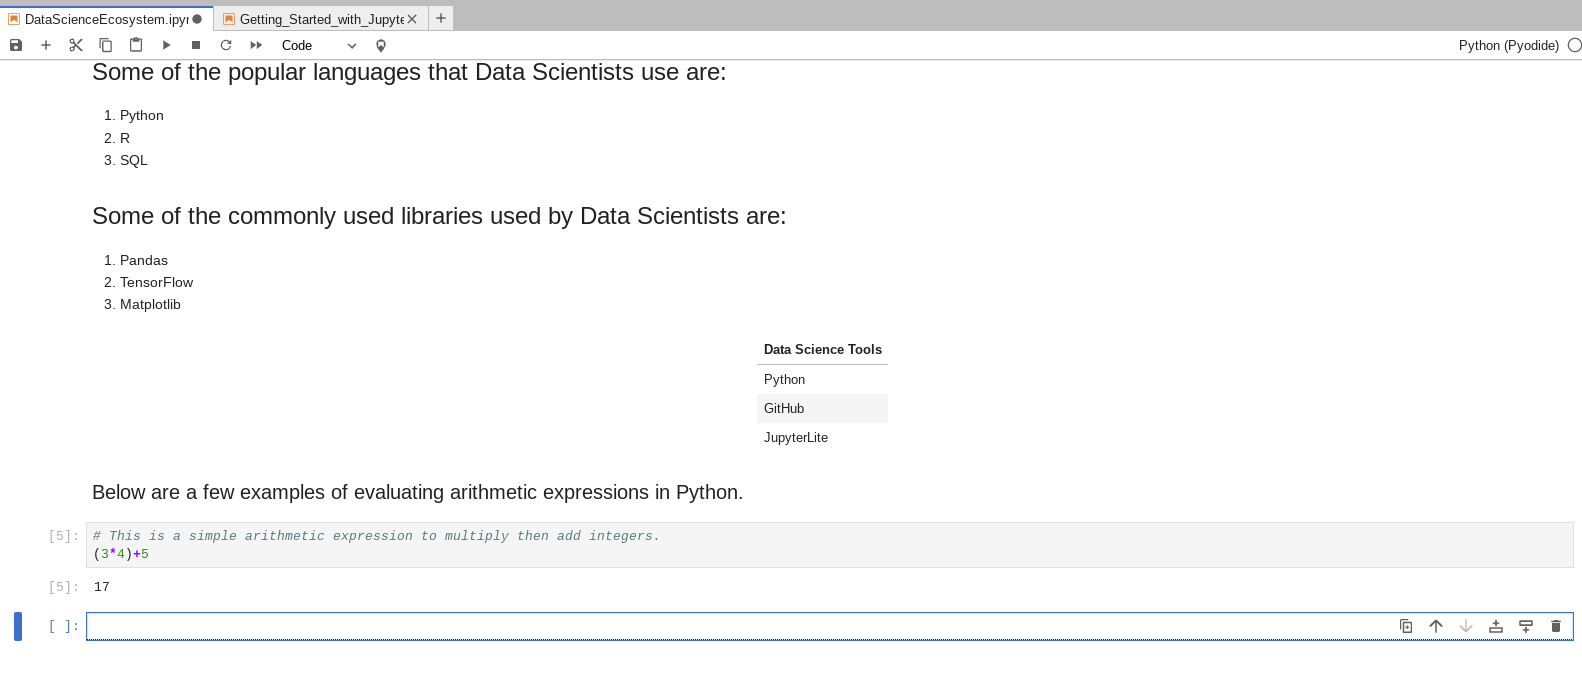 DataScienceEcosystem.ipyn
Getting_Started_with_Jupyte
Code
Python (Pyodide)
Some of the popular languages that Data Scientists use are:
1. Python
2. R
3. SQL
Some of the commonly used libraries used by Data Scientists are:
1. Pandas
2. TensorFlow
3. Matplotlib
Data Science Tools
Python
GitHub
JupyterLite
Below are a few examples of evaluating arithmetic expressions in Python.
[5]: # This is a simple arithmetic expression to multiply then add integers.
(3*4)+5
[5]: 17
[ ]: